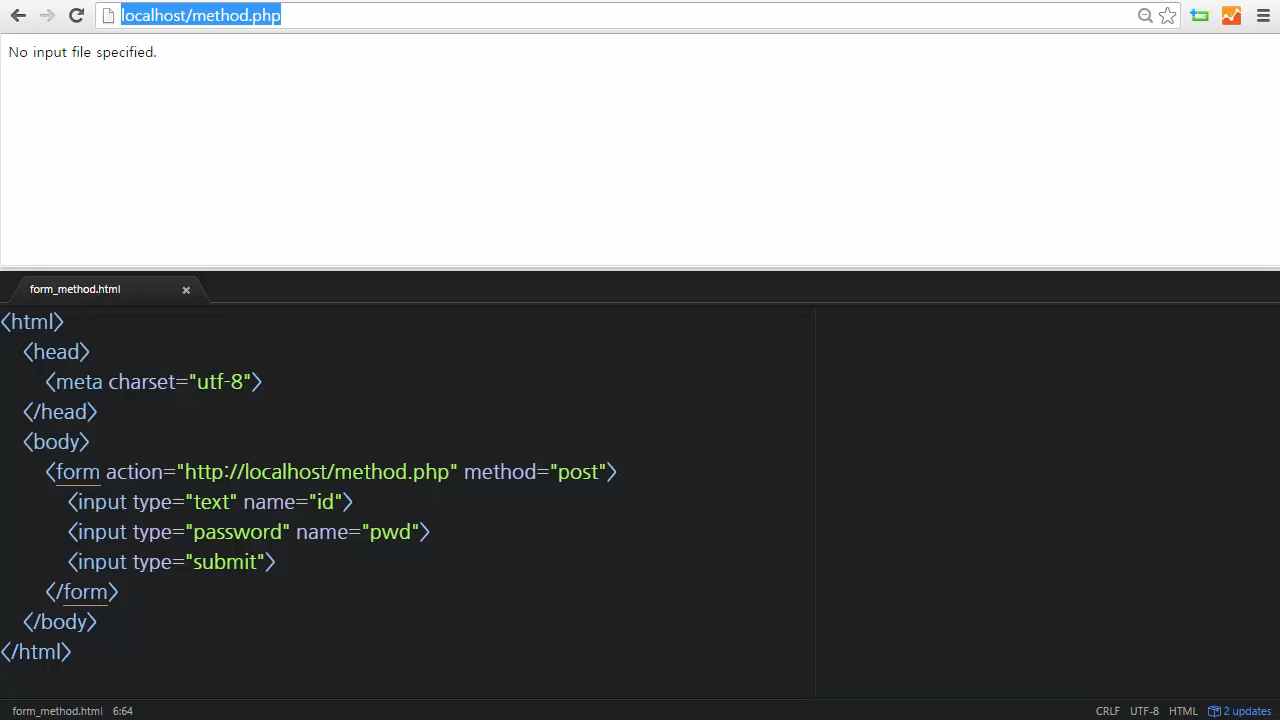 localhost/method.php
No input file specified.
form_method.html
<html>
<head>
<meta charset="utf-8">
</head>
<body>
<form action="http://localhost/method.php" method="post">
<input type="text" name="id">
<input type="password" name="pwd">
<input type="submit">
</form>
</body>
</html>
form_method.html 6:64 CRLF UTF-8 HTML 2 updates